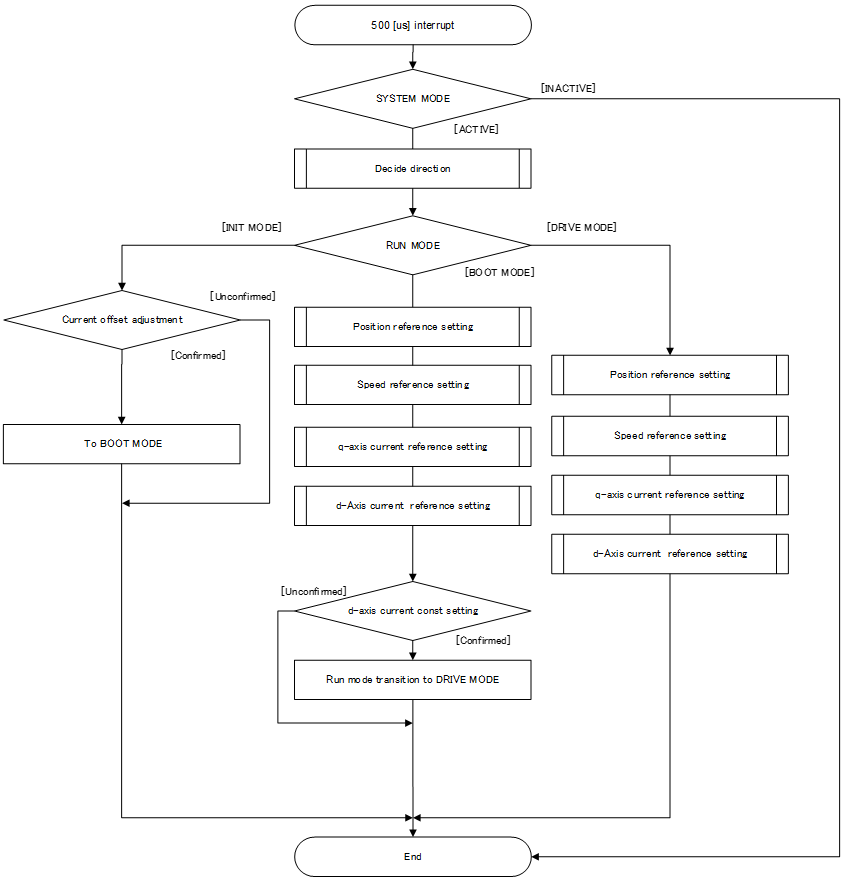 500 [us] interrupt
SYSTEM MODE
[INACTIVE]
[ACTIVE]
Decide direction
[INIT MODE]
RUN MODE
[DRIVE MODE]
[BOOT MODE]
[Unconfirmed]
Current offset adjustment
[Confirmed]
To BOOT MODE
Position reference setting
Speed reference setting
q-axis current reference setting
d-Axis current reference setting
[Unconfirmed]
d-axis current const setting
[Confirmed]
Run mode transition to DRIVE MODE
Position reference setting
Speed reference setting
q-axis current reference setting
d-Axis current reference setting
End